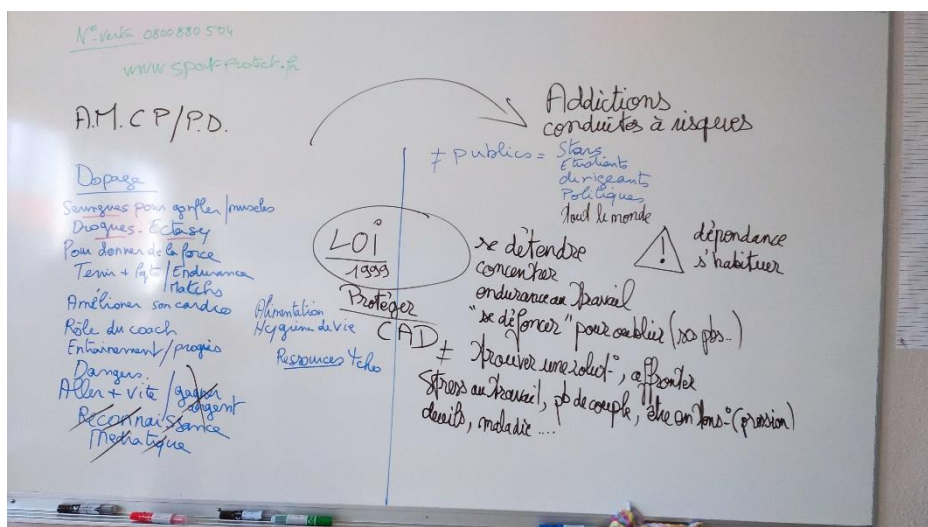 N° Vert 0800 880 504
www.sport-protect.fr
A.M.C P/P.D.
Dopage
Seringues pour gonfler/muscles
Drogues. Ectasy
Pour donner de la force
Tenir + lgts/Endurance
Matchs
Améliorer son cardio
Rôle du coach
Entraînement/progrès
Dangers.
Aller + vite/gagner
argent
Reconnaissance
Médiatique
LOI
1999
Protéger
CAD
Alimentation
Hygiène de vie
Ressources
Addictions
conduites à risques
≠ publics = Stars
Etudiants
dirigeants
Politiques
Tout le monde
se détendre
concentrer
endurance au travail
"se défoncer" pour oublier (ses pbs..)
≠ trouver une solut°, affronter
Stress au travail, pb de couple, être en tens° (pression)
deuils, maladie....
! dépendance
s'habituer